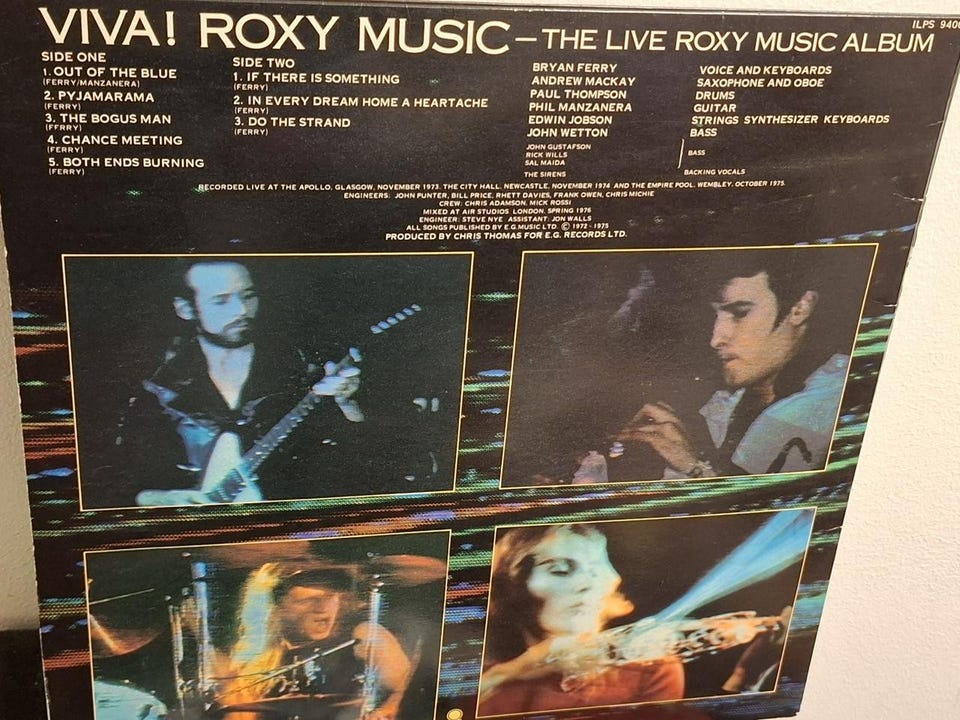 VIVA! ROXY MUSIC – THE LIVE ROXY MUSIC ALBUM
ILPS 940
SIDE ONE
1. OUT OF THE BLUE
(FERRY/MANZANERA)
2. PYJAMARAMA
(FERRY)
3. THE BOGUS MAN
(FERRY)
4. CHANCE MEETING
(FERRY)
5. BOTH ENDS BURNING
(FERRY)
SIDE TWO
1. IF THERE IS SOMETHING
(FERRY)
2. IN EVERY DREAM HOME A HEARTACHE
(FERRY)
3. DO THE STRAND
(FERRY)
BRYAN FERRY VOICE AND KEYBOARDS
ANDREW MACKAY SAXOPHONE AND OBOE
PAUL THOMPSON DRUMS
PHIL MANZANERA GUITAR
EDWIN JOBSON STRINGS SYNTHESIZER KEYBOARDS
JOHN WETTON BASS
JOHN GUSTAFSON
RICK WILLS BASS
SAL MAIDA
THE SIRENS BACKING VOCALS
RECORDED LIVE AT THE APOLLO, GLASGOW, NOVEMBER 1973. THE CITY HALL, NEWCASTLE, NOVEMBER 1974 AND THE EMPIRE POOL, WEMBLEY, OCTOBER 1975.
ENGINEERS: JOHN PUNTER, BILL PRICE, RHETT DAVIES, FRANK OWEN, CHRIS MICHIE
CREW: CHRIS ADAMSON, MICK ROSSI
MIXED AT AIR STUDIOS LONDON, SPRING 1976
ENGINEER: STEVE NYE ASSISTANT: JON WALLS
ALL SONGS PUBLISHED BY E.G. MUSIC LTD. © 1972 - 1975
PRODUCED BY CHRIS THOMAS FOR E.G. RECORDS LTD.